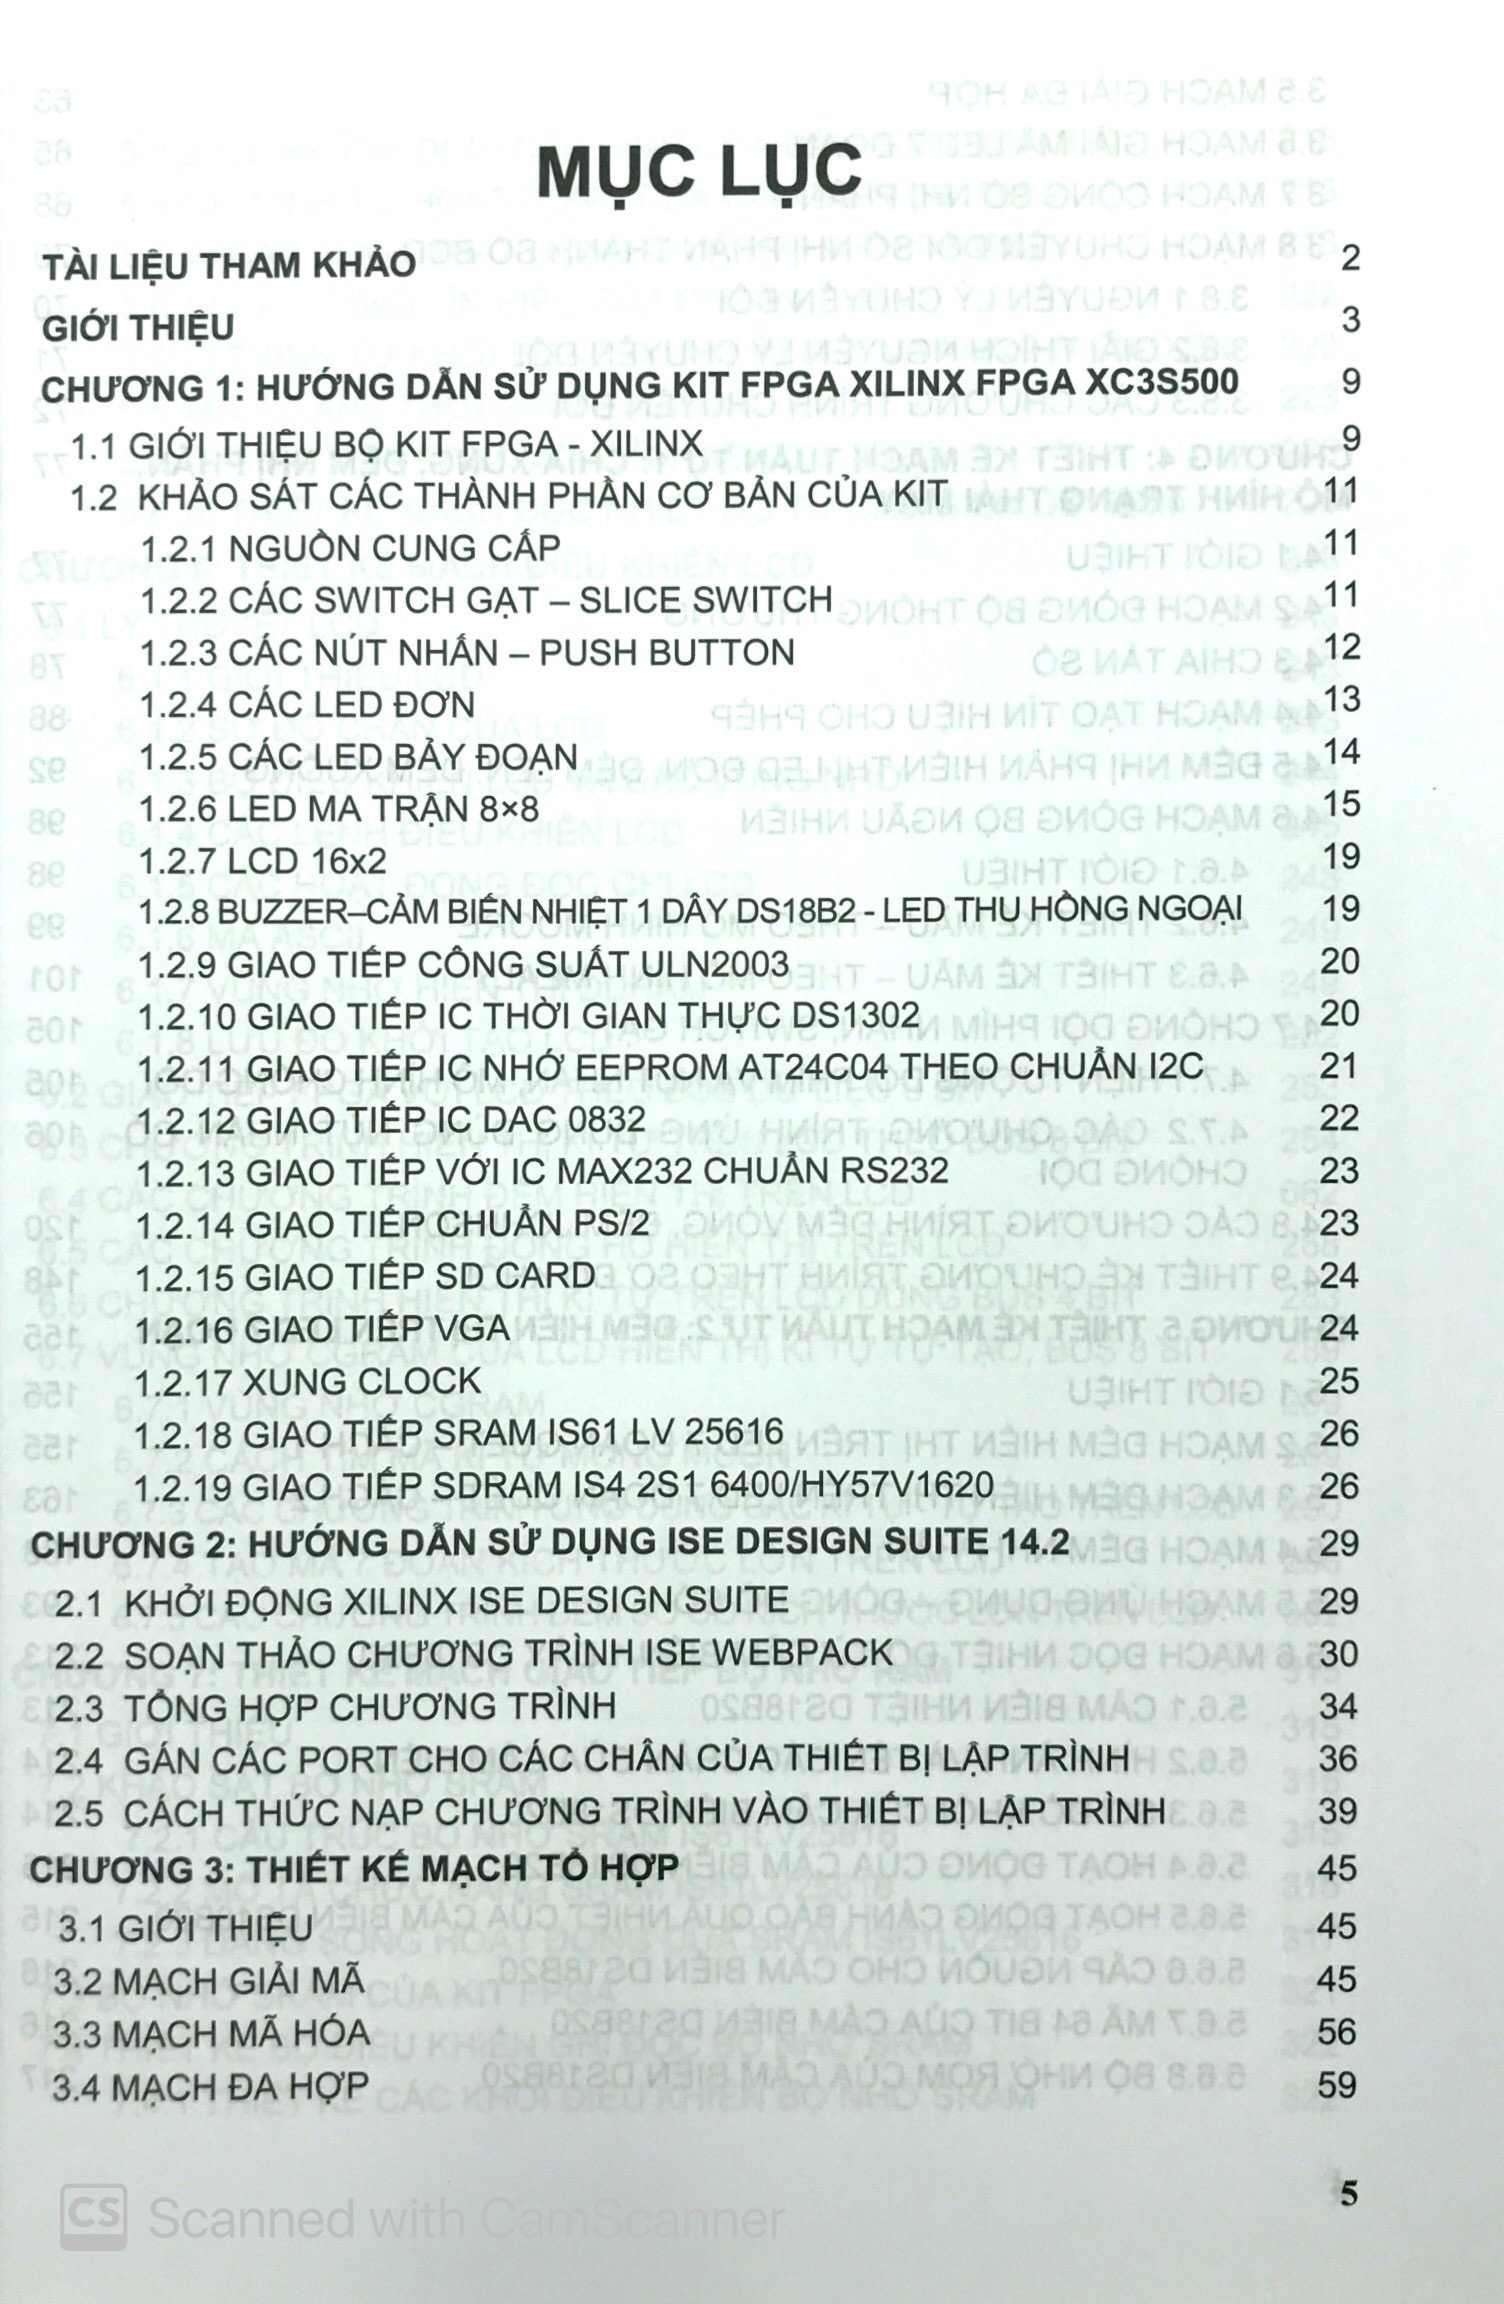 MỤC LỤC
TÀI LIỆU THAM KHẢO 2
GIỚI THIỆU 3
CHƯƠNG 1: HƯỚNG DẪN SỬ DỤNG KIT FPGA XILINX FPGA XC3S500 9
1.1 GIỚI THIỆU BỘ KIT FPGA - XILINX 9
1.2 KHẢO SÁT CÁC THÀNH PHẦN CƠ BẢN CỦA KIT 11
1.2.1 NGUỒN CUNG CẤP 11
1.2.2 CÁC SWITCH GẠT – SLICE SWITCH 11
1.2.3 CÁC NÚT NHẤN – PUSH BUTTON 12
1.2.4 CÁC LED ĐƠN 13
1.2.5 CÁC LED BẢY ĐOẠN 14
1.2.6 LED MA TRẬN 8×8 15
1.2.7 LCD 16x2 19
1.2.8 BUZZER–CẢM BIẾN NHIỆT 1 DÂY DS18B2 - LED THU HỒNG NGOẠI 19
1.2.9 GIAO TIẾP CÔNG SUẤT ULN2003 20
1.2.10 GIAO TIẾP IC THỜI GIAN THỰC DS1302 20
1.2.11 GIAO TIẾP IC NHỚ EEPROM AT24C04 THEO CHUẨN I2C 21
1.2.12 GIAO TIẾP IC DAC 0832 22
1.2.13 GIAO TIẾP VỚI IC MAX232 CHUẨN RS232 23
1.2.14 GIAO TIẾP CHUẨN PS/2 23
1.2.15 GIAO TIẾP SD CARD 24
1.2.16 GIAO TIẾP VGA 24
1.2.17 XUNG CLOCK 25
1.2.18 GIAO TIẾP SRAM IS61 LV 25616 26
1.2.19 GIAO TIẾP SDRAM IS4 2S1 6400/HY57V1620 26
CHƯƠNG 2: HƯỚNG DẪN SỬ DỤNG ISE DESIGN SUITE 14.2 29
2.1 KHỞI ĐỘNG XILINX ISE DESIGN SUITE 29
2.2 SOẠN THẢO CHƯƠNG TRÌNH ISE WEBPACK 30
2.3 TỔNG HỢP CHƯƠNG TRÌNH 34
2.4 GÁN CÁC PORT CHO CÁC CHÂN CỦA THIẾT BỊ LẬP TRÌNH 36
2.5 CÁCH THỨC NẠP CHƯƠNG TRÌNH VÀO THIẾT BỊ LẬP TRÌNH 39
CHƯƠNG 3: THIẾT KẾ MẠCH TỔ HỢP 45
3.1 GIỚI THIỆU 45
3.2 MẠCH GIẢI MÃ 45
3.3 MẠCH MÃ HÓA 56
3.4 MẠCH ĐA HỢP 59
5
CS Scanned with CamScanner